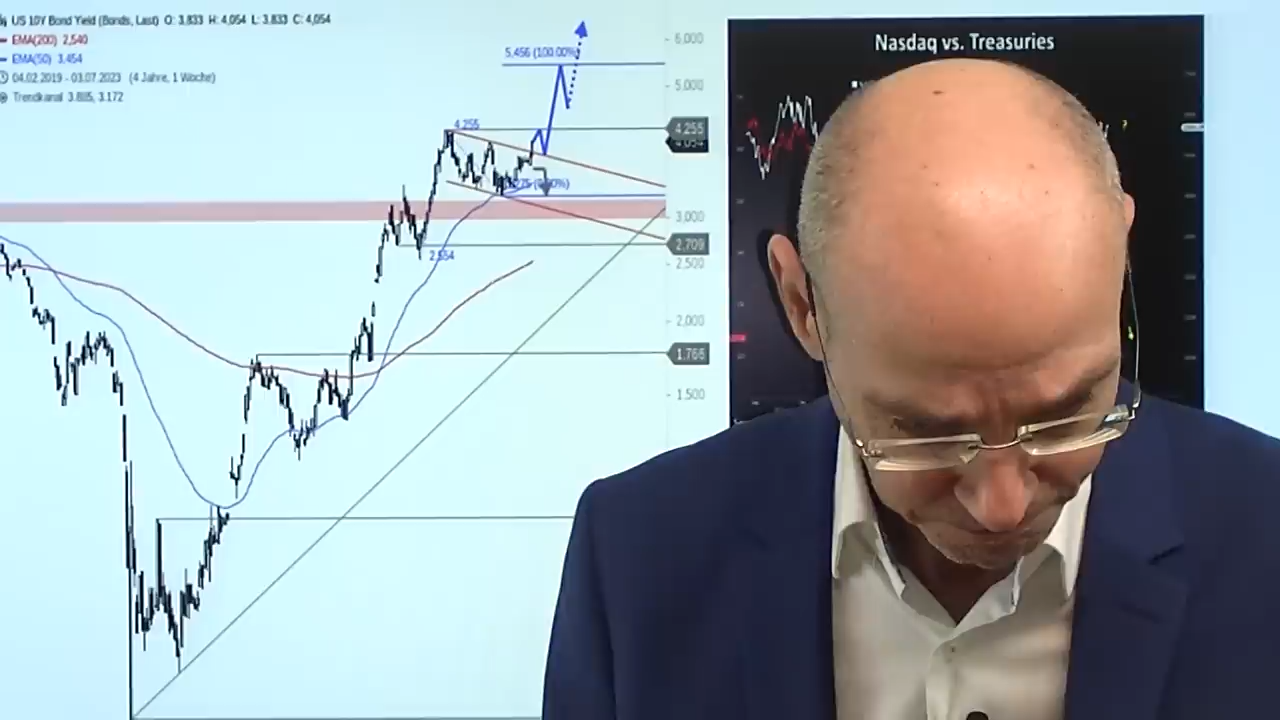 US 10Y Bond Yield (Bonds, Last) O: 3,833 H: 4,054 L: 3,833 C: 4,054
EMA(200) 2,540
EMA(50) 3,454
04.02.2019 - 03.07.2023 (4 Jahre, 1 Woche)
Trendkanal 3.885, 3.172
Nasdaq vs. Treasuries
6,000
5,456 (100.00%)
5,000
4,255
4.255
4,054
3,000
2,709
2,554
2,500
2,000
1,766
1,500